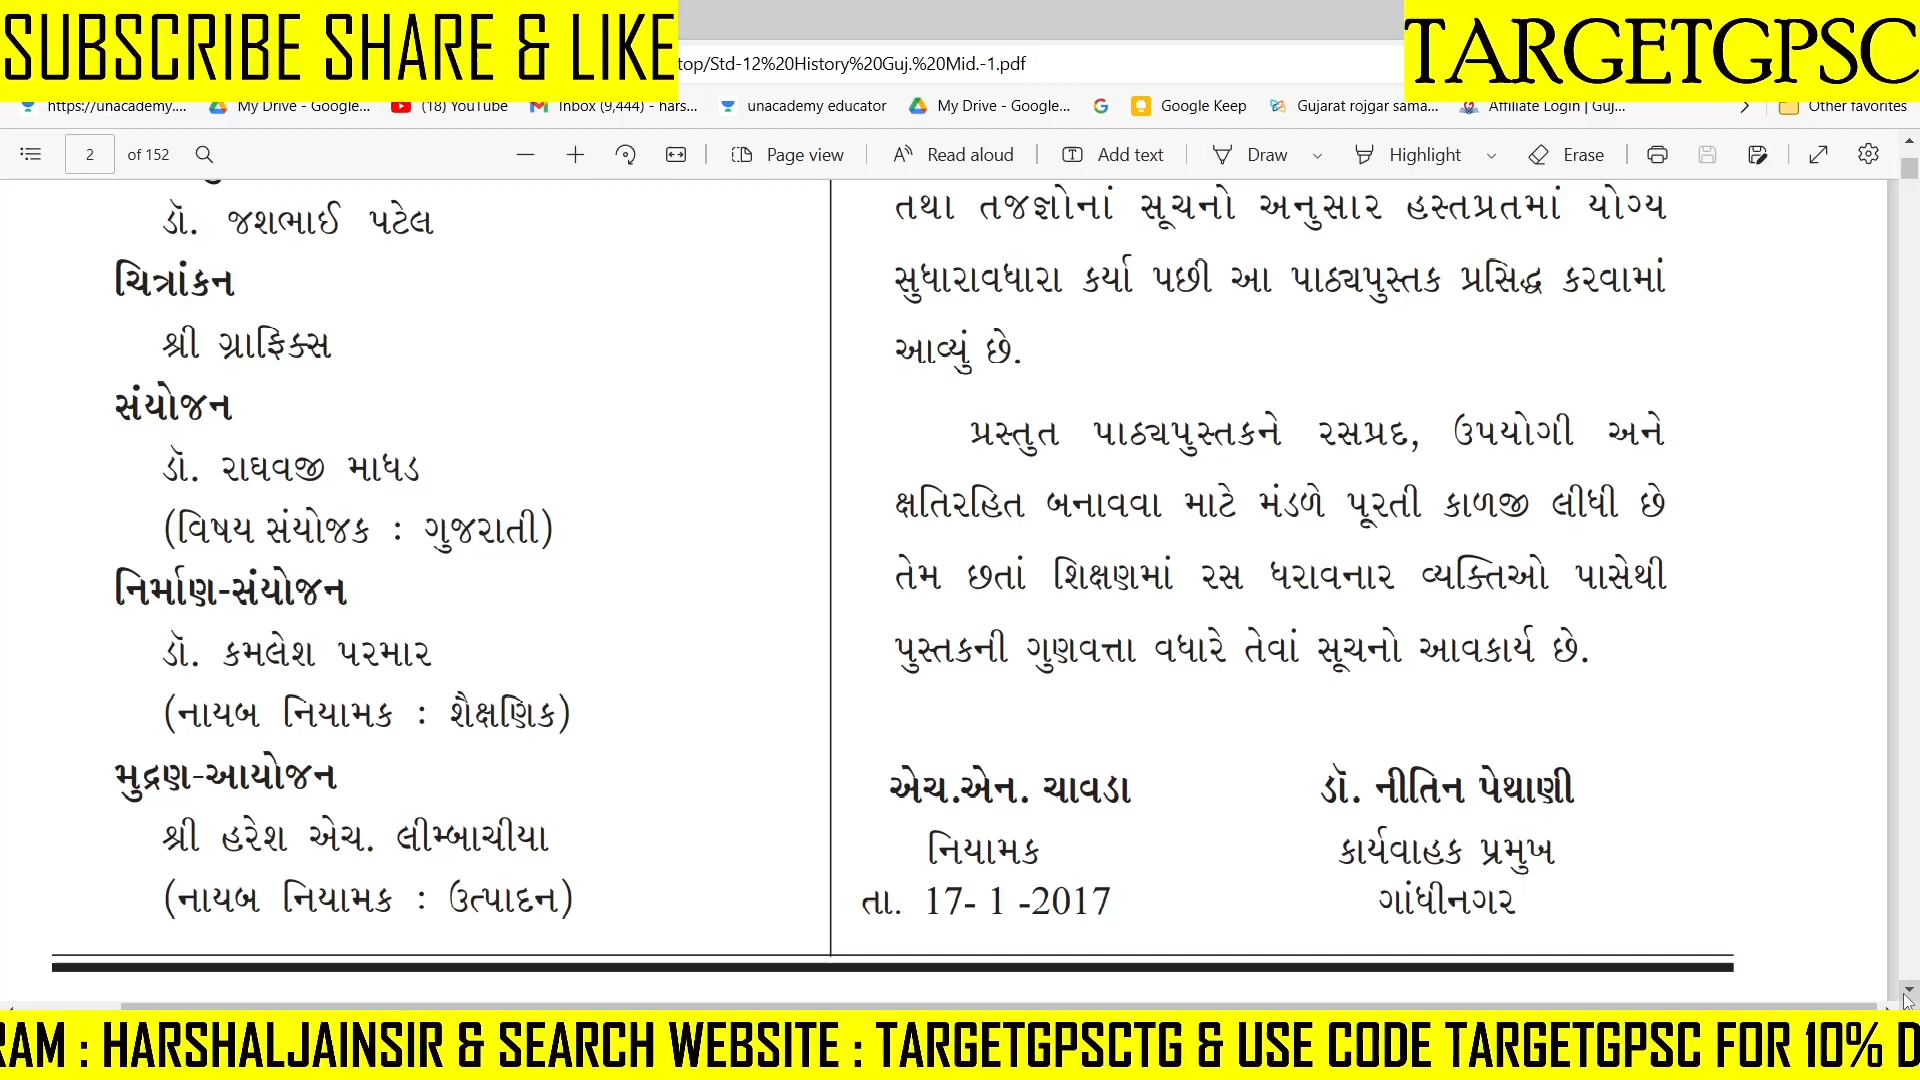 SUBSCRIBE SHARE & LIKE
TARGETGPSC
top/Std-12%20History%20Guj.%20Mid.-1.pdf
https://unacademy.... My Drive - Google... (18) YouTube Inbox (9,444) - hars... unacademy educator My Drive - Google... Google Keep Gujarat rojgar sama... Affiliate Login | Guj... Other favorites
2 of 152 Page view Read aloud Add text Draw Highlight Erase
ડૉ. જશભાઈ પટેલ
ચિત્રાંકન
શ્રી ગ્રાફિક્સ
સંયોજન
ડૉ. રાઘવજી માધડ
(વિષય સંયોજક : ગુજરાતી)
નિર્માણ-સંયોજન
ડૉ. કમલેશ પરમાર
(નાયબ નિયામક : શૈક્ષણિક)
મુદ્રણ-આયોજન
શ્રી હરેશ એચ. લીમ્બાચીયા
(નાયબ નિયામક : ઉત્પાદન)
તથા તજજ્ઞોનાં સૂચનો અનુસાર હસ્તપ્રતમાં યોગ્ય
સુધારાવધારા કર્યા પછી આ પાઠ્યપુસ્તક પ્રસિદ્ધ કરવામાં
આવ્યું છે.
પ્રસ્તુત પાઠ્યપુસ્તકને રસપ્રદ, ઉપયોગી અને
ક્ષતિરહિત બનાવવા માટે મંડળે પૂરતી કાળજી લીધી છે
તેમ છતાં શિક્ષણમાં રસ ધરાવનાર વ્યક્તિઓ પાસેથી
પુસ્તકની ગુણવત્તા વધારે તેવાં સૂચનો આવકાર્ય છે.
એચ.એન. ચાવડા ડૉ. નીતિન પેથાણી
નિયામક કાર્યવાહક પ્રમુખ
તા. 17- 1 -2017 ગાંધીનગર
RAM : HARSHALJAINSIR & SEARCH WEBSITE : TARGETGPSCTG & USE CODE TARGETGPSC FOR 10% D